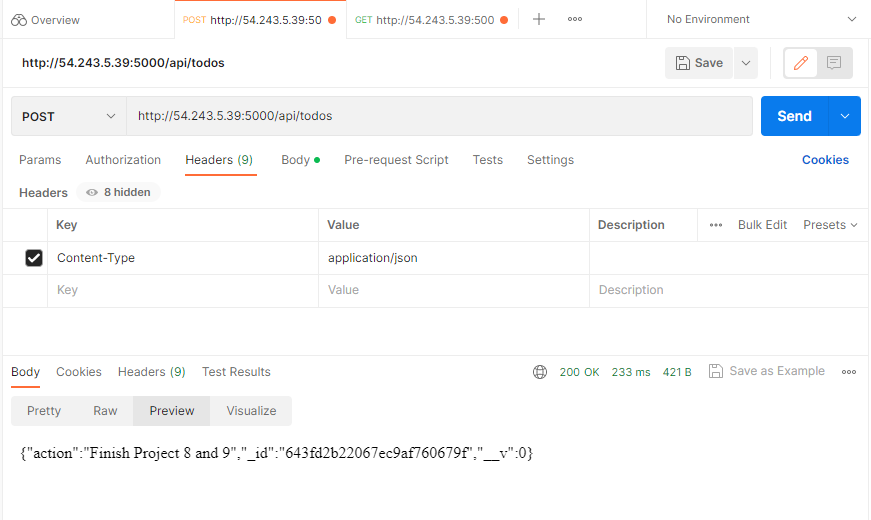 Overview POST http://54.243.5.39:50 GET http://54.243.5.39:500 No Environment
http://54.243.5.39:5000/api/todos Save
POST http://54.243.5.39:5000/api/todos Send
Params Authorization Headers (9) Body Pre-request Script Tests Settings Cookies
Headers 8 hidden
Key Value Description Bulk Edit Presets
Content-Type application/json
Key Value Description
Body Cookies Headers (9) Test Results 200 OK 233 ms 421 B Save as Example
Pretty Raw Preview Visualize
{"action":"Finish Project 8 and 9","_id":"643fd2b22067ec9af760679f","__v":0}